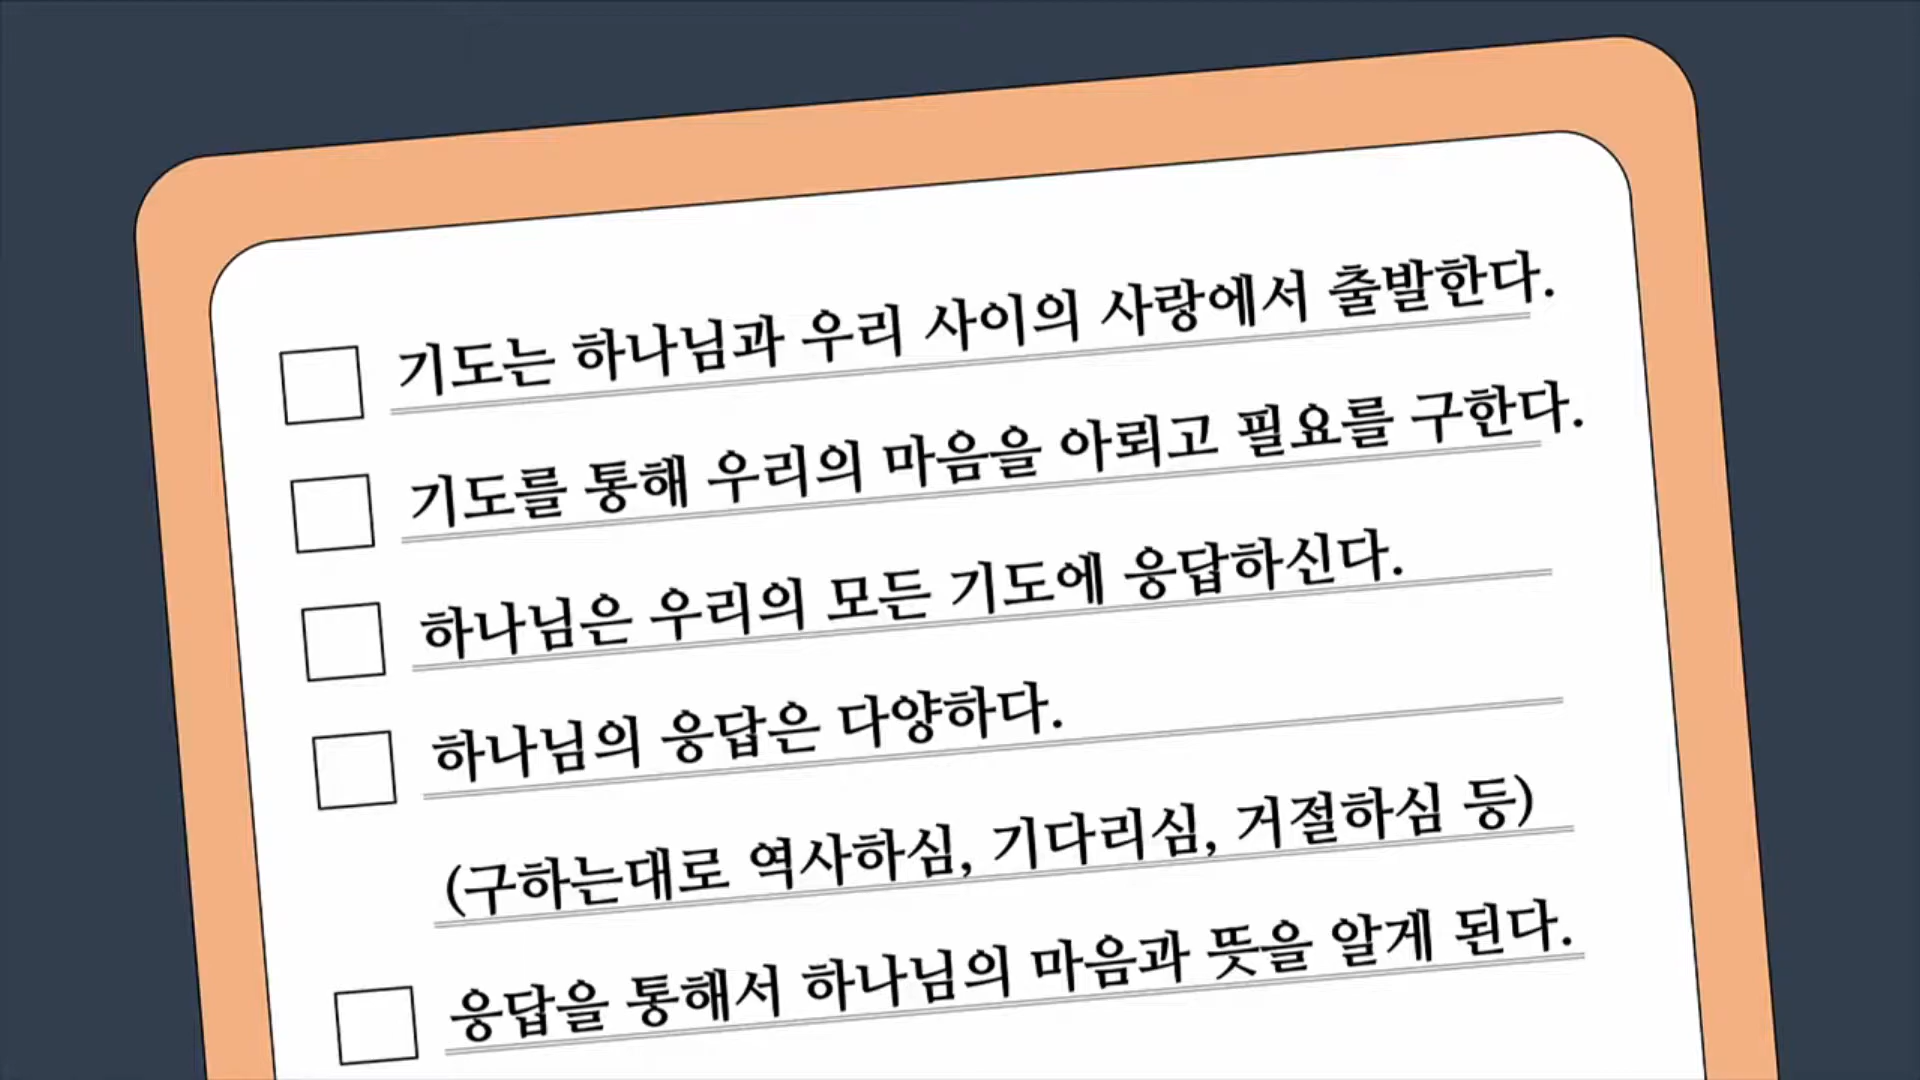 기도는 하나님과 우리 사이의 사랑에서 출발한다.
기도를 통해 우리의 마음을 아뢰고 필요를 구한다.
하나님은 우리의 모든 기도에 응답하신다.
하나님의 응답은 다양하다.
(구하는대로 역사하심, 기다리심, 거절하심 등)
응답을 통해서 하나님의 마음과 뜻을 알게 된다.